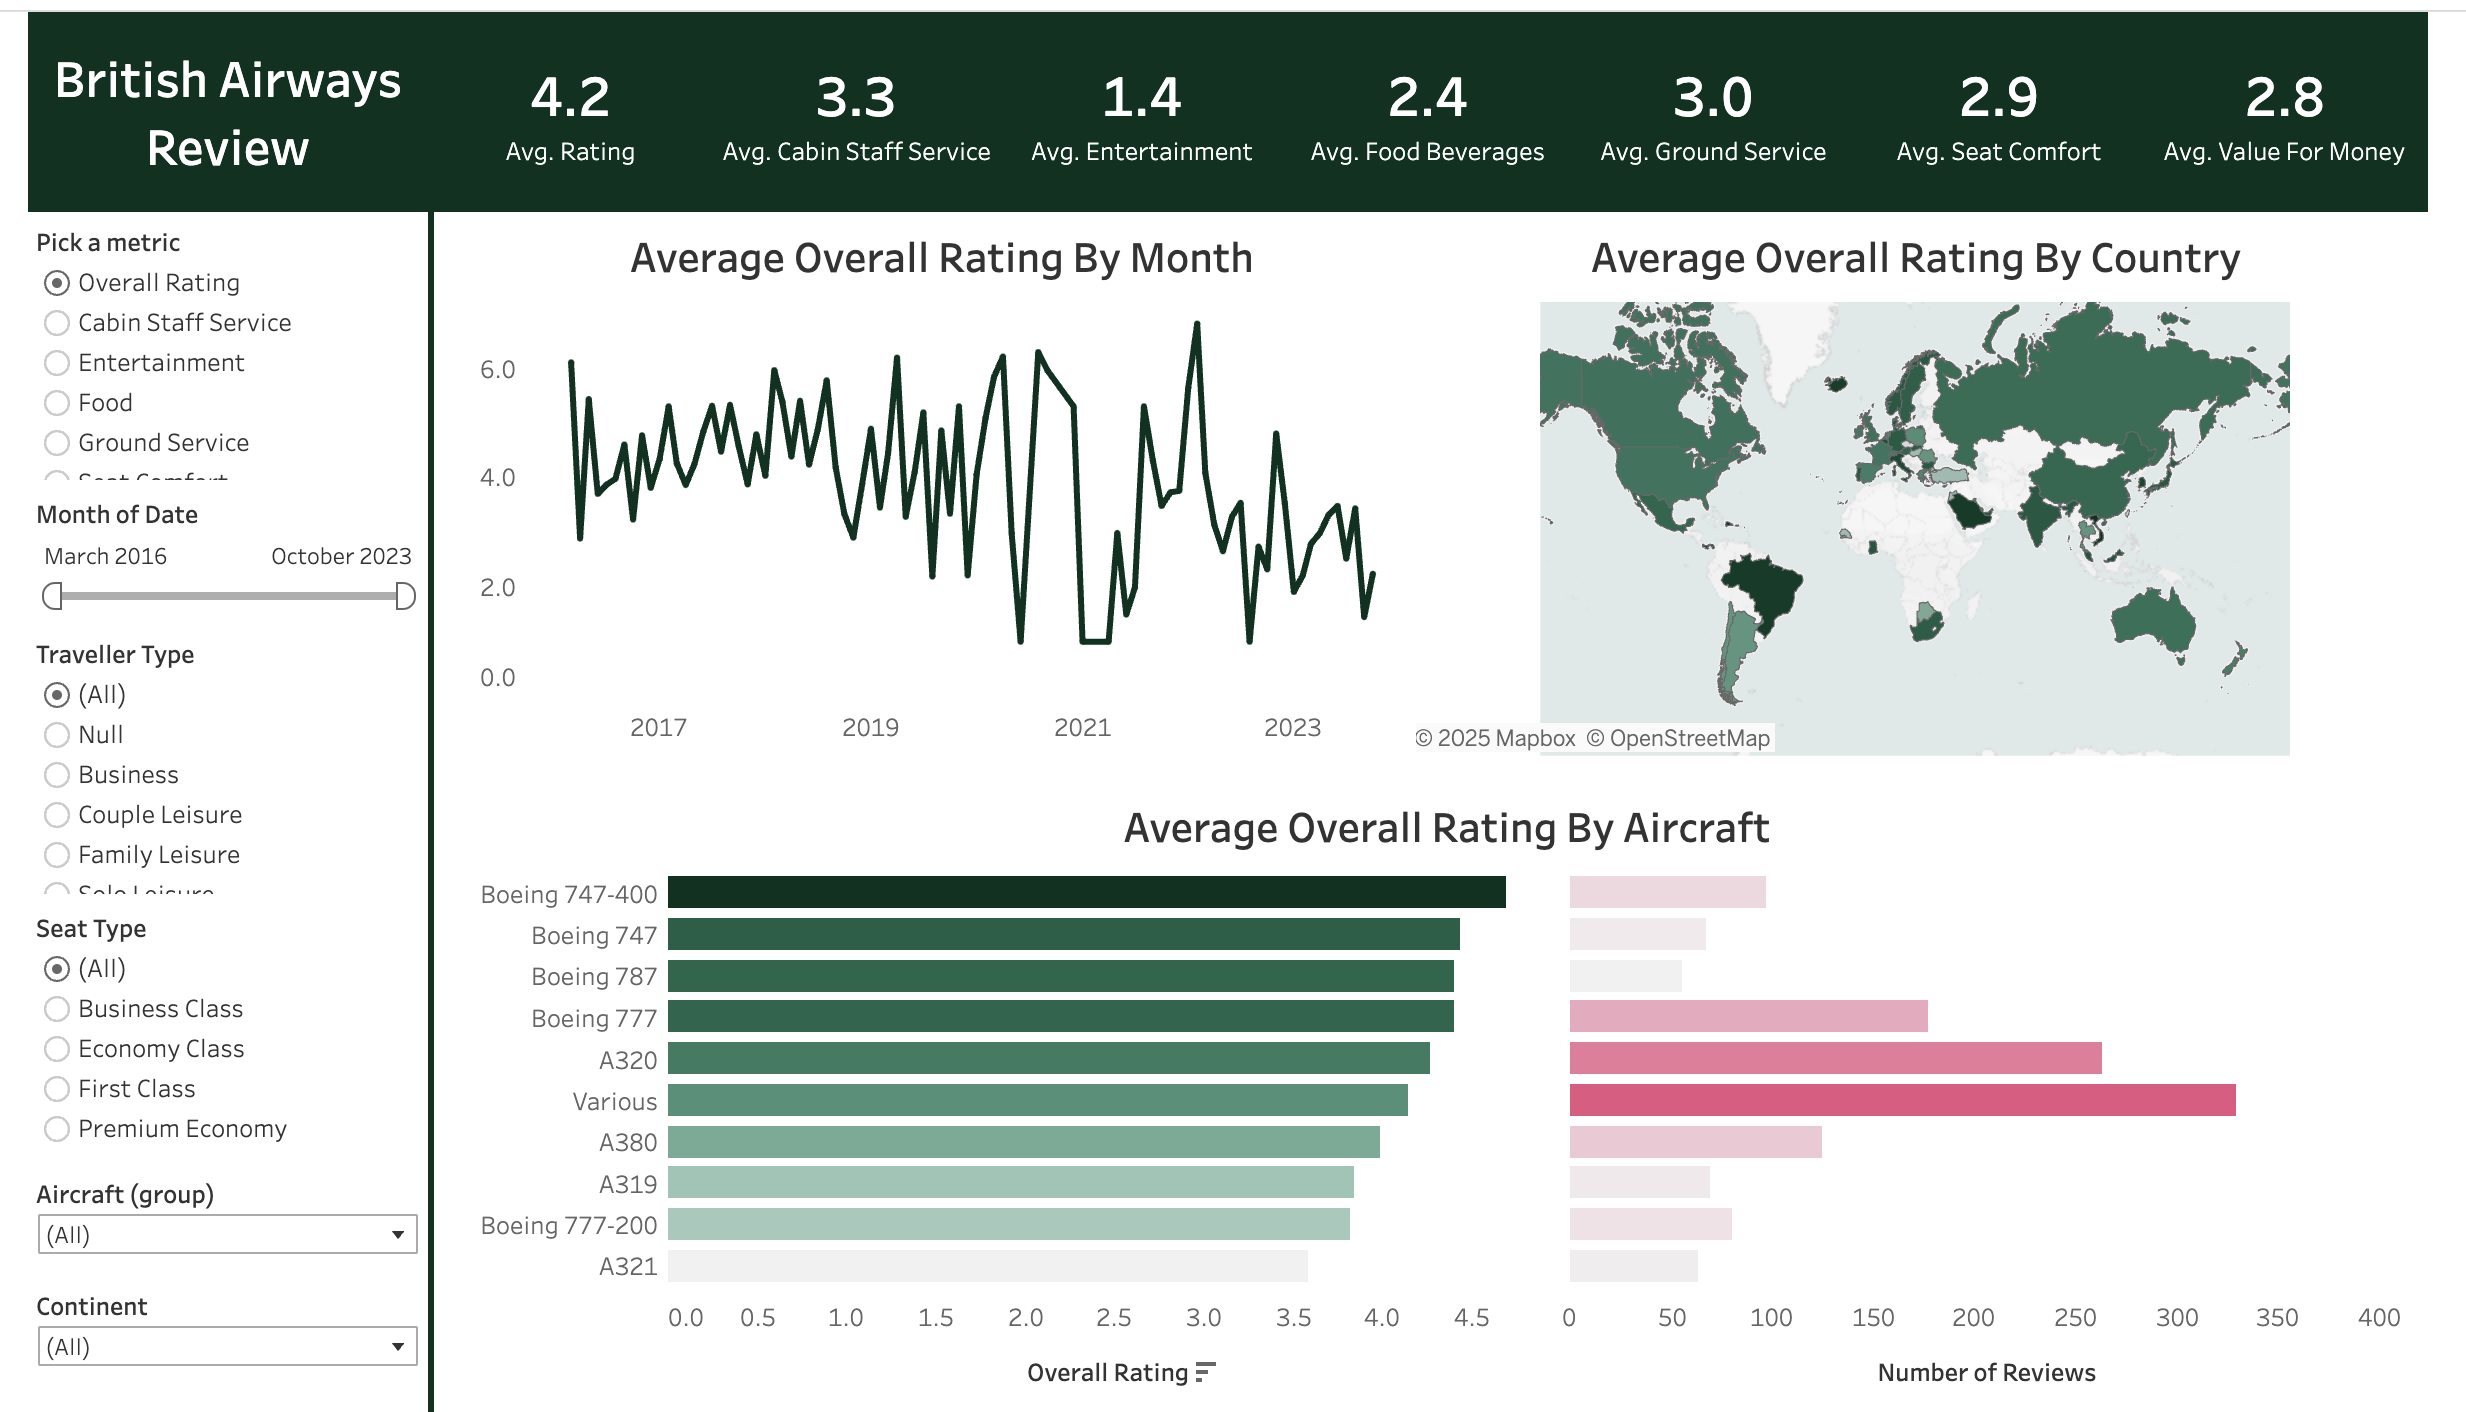 British Airways
Review
4.2
Avg. Rating
3.3
Avg. Cabin Staff Service
1.4
Avg. Entertainment
2.4
Avg. Food Beverages
3.0
Avg. Ground Service
2.9
Avg. Seat Comfort
2.8
Avg. Value For Money
Pick a metric
Overall Rating
Cabin Staff Service
Entertainment
Food
Ground Service
Seat Comfort
Month of Date
March 2016
October 2023
Traveller Type
(All)
Null
Business
Couple Leisure
Family Leisure
Solo Leisure
Seat Type
(All)
Business Class
Economy Class
First Class
Premium Economy
Aircraft (group)
(All)
Continent
(All)
Average Overall Rating By Month
6.0
4.0
2.0
0.0
2017
2019
2021
2023
Average Overall Rating By Country
© 2025 Mapbox © OpenStreetMap
Average Overall Rating By Aircraft
Boeing 747-400
Boeing 747
Boeing 787
Boeing 777
A320
Various
A380
A319
Boeing 777-200
A321
0.0 0.5 1.0 1.5 2.0 2.5 3.0 3.5 4.0 4.5
Overall Rating
0 50 100 150 200 250 300 350 400
Number of Reviews